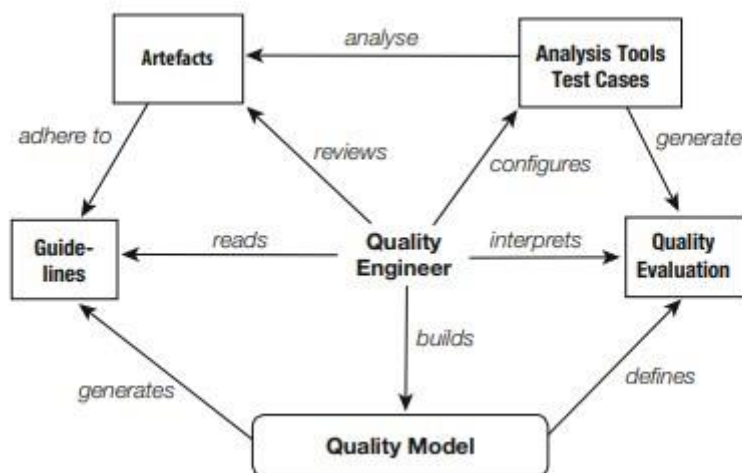 analyse
Artefacts
Analysis Tools
Test Cases
adhere to
reviews
configures
generate
Guide-
lines
reads
Quality
Engineer
interprets
Quality
Evaluation
builds
generates
defines
Quality Model